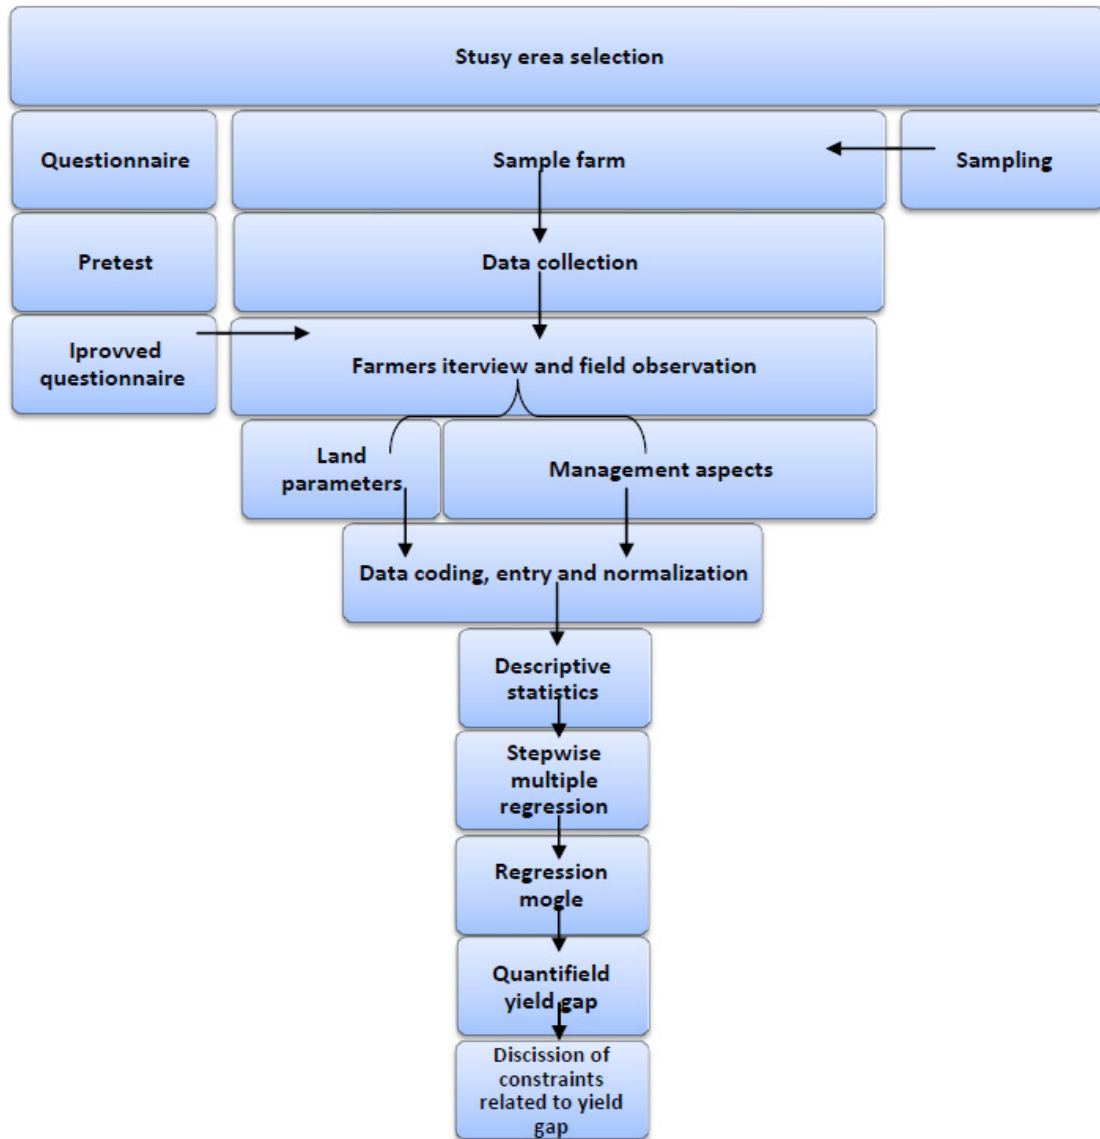 Stusy erea selection
Questionnaire
Sample farm
Sampling
Pretest
Data collection
Iprovved
questionnaire
Farmers iterview and field observation
Land
parameters
Management aspects
Data coding, entry and normalization
Descriptive
statistics
Stepwise
multiple
regression
Regression
mogle
Quantifield
yield gap
Discission of
constraints
related to yield
gap